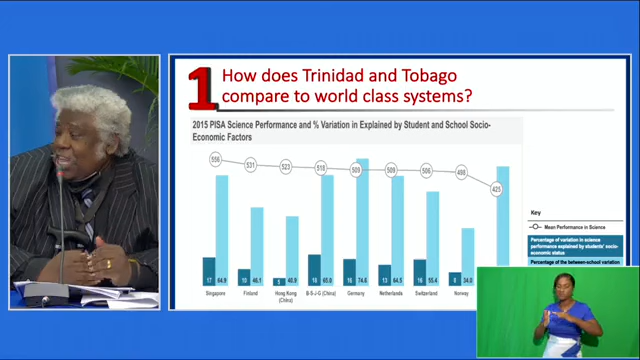 1
How does Trinidad and Tobago
compare to world class systems?
2015 PISA Science Performance and % Variation in Explained by Student and School Socio-
Economic Factors
556
531
523
518
509
509
506
498
425
17 64.9
10 46.1
1 40.9
18 65.0
16 74.6
13 64.5
16 55.4
9 34.0
Singapore
Finland
Hong Kong
(China)
B-S-J-G (China)
Germany
Netherlands
Switzerland
Norway
Key
Mean Performance in Science
Percentage of variation in science
performance explained by students' socio-
economic status
Percentage of the between-school variation